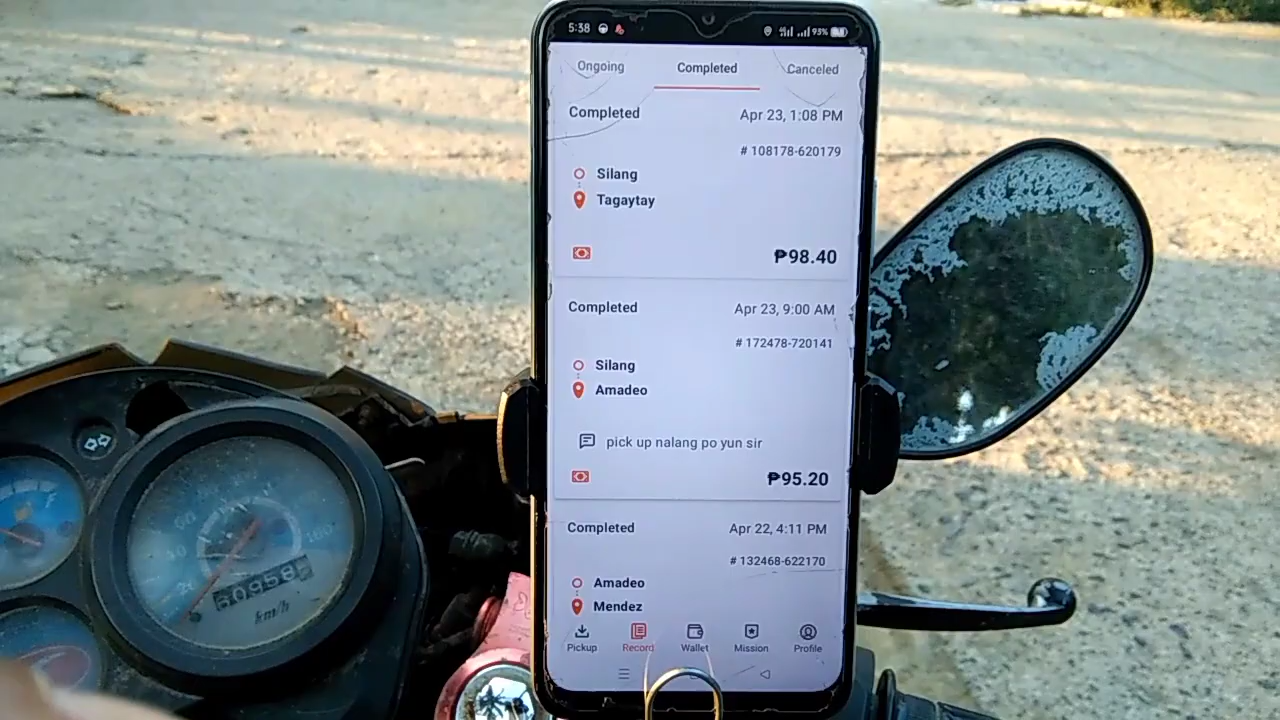 5:38
93%
Ongoing Completed Canceled
Completed Apr 23, 1:08 PM
# 108178-620179
Silang
Tagaytay
₱98.40
Completed Apr 23, 9:00 AM
# 172478-720141
Silang
Amadeo
pick up nalang po yun sir
₱95.20
Completed Apr 22, 4:11 PM
# 132468-622170
Amadeo
Mendez
Pickup Record Wallet Mission Profile
km/h